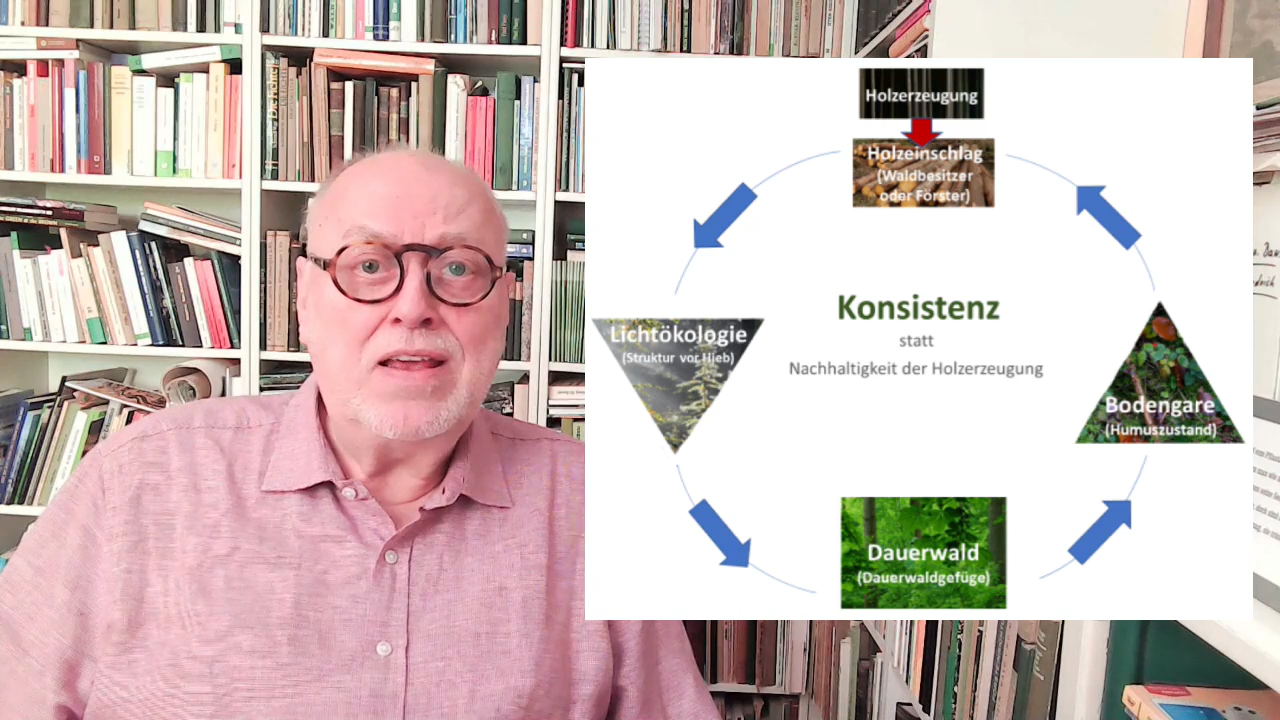 Holzerzeugung
Holzeinschlag
(Waldbesitzer
oder Förster)
Konsistenz
statt
Nachhaltigkeit der Holzerzeugung
Lichtökologie
(Struktur vor Hieb)
Bodengare
(Humuszustand)
Dauerwald
(Dauerwaldgefüge)